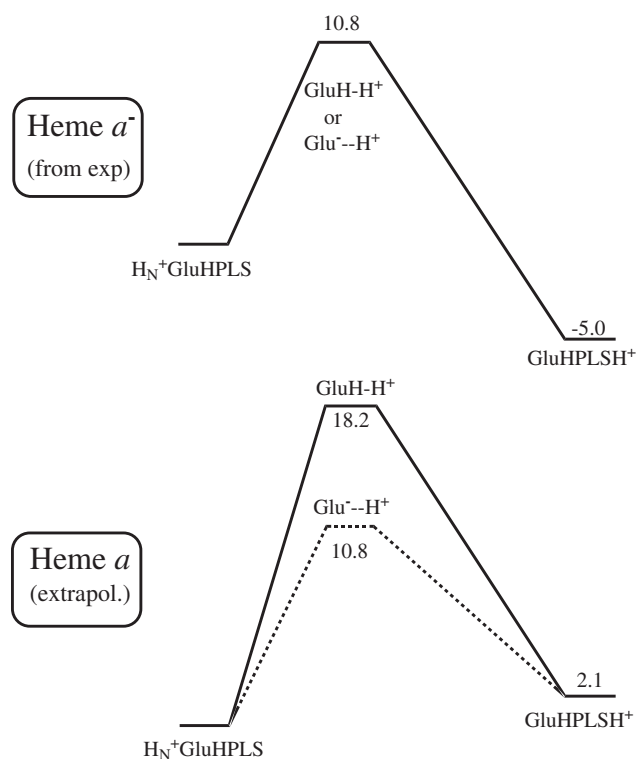 10.8
GluH-H⁺
or
Glu⁻--H⁺
Heme a⁻
(from exp)
H_N⁺GluHPLS
-5.0
GluHPLSH⁺
GluH-H⁺
18.2
Glu⁻--H⁺
10.8
Heme a
(extrapol.)
2.1
GluHPLSH⁺
H_N⁺GluHPLS